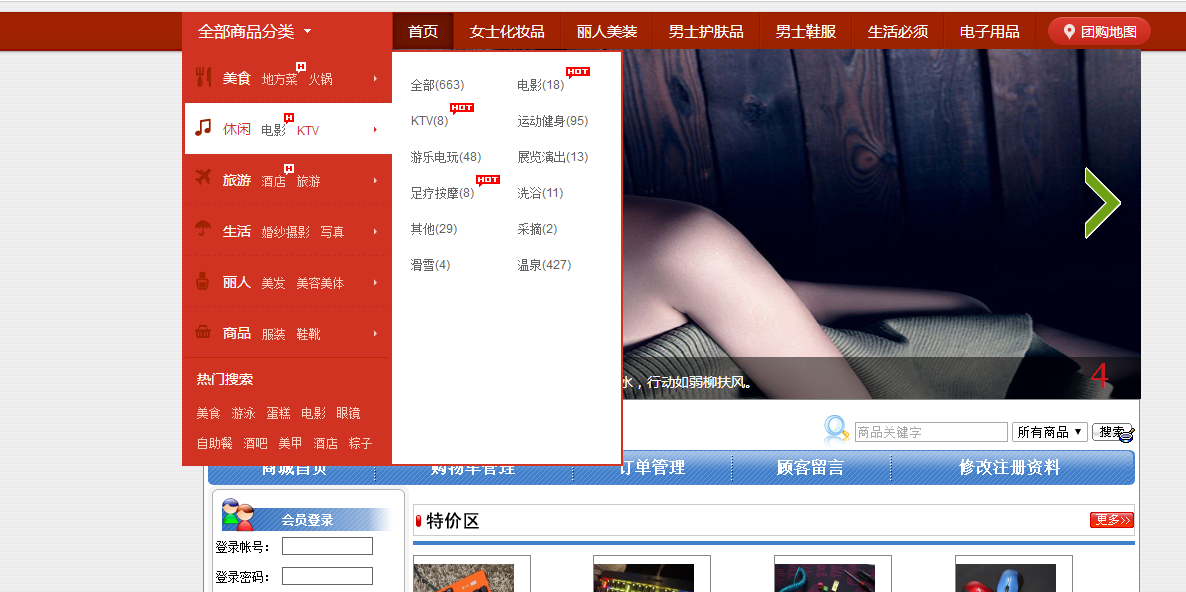 全部商品分类 首页 女士化妆品 丽人美装 男士护肤品 男士鞋服 生活必须 电子用品 团购地图
美食 地方菜 H 火锅
休闲 电影 H KTV
旅游 酒店 H 旅游
生活 婚纱摄影 写真
丽人 美发 美容美体
商品 服装 鞋靴
热门搜索
美食 游泳 蛋糕 电影 眼镜
自助餐 酒吧 美甲 酒店 粽子
全部(663) 电影(18) HOT
KTV(8) HOT 运动健身(95)
游乐电玩(48) 展览演出(13)
足疗按摩(8) HOT 洗浴(11)
其他(29) 采摘(2)
滑雪(4) 温泉(427)
水，行动如弱柳扶风。 4
商品关键字 所有商品 搜索
商城首页 购物车管理 订单管理 顾客留言 修改注册资料
会员登录
登录帐号：
登录密码：
特价区 更多>>